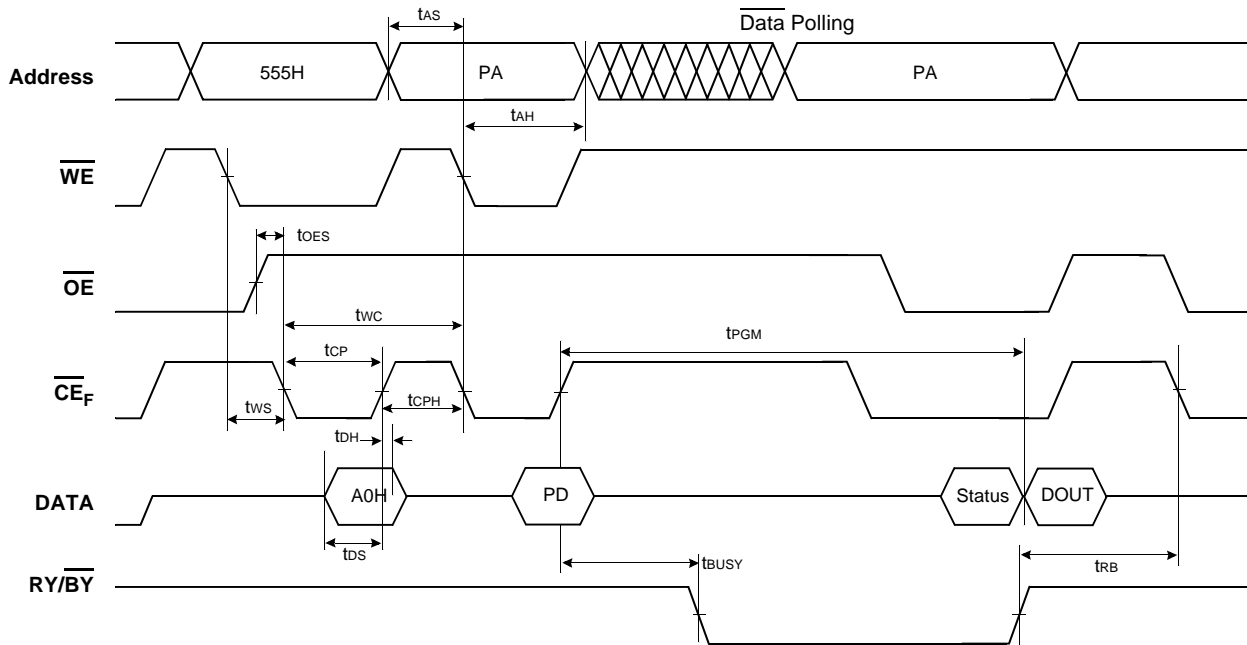 tAS
Data Polling
Address
555H
PA
PA
tAH
WE
tOES
OE
tWC
tPGM
tCP
CEF
tCPH
tWS
tDH
DATA
A0H
PD
Status
DOUT
tDS
tBUSY
tRB
RY/BY